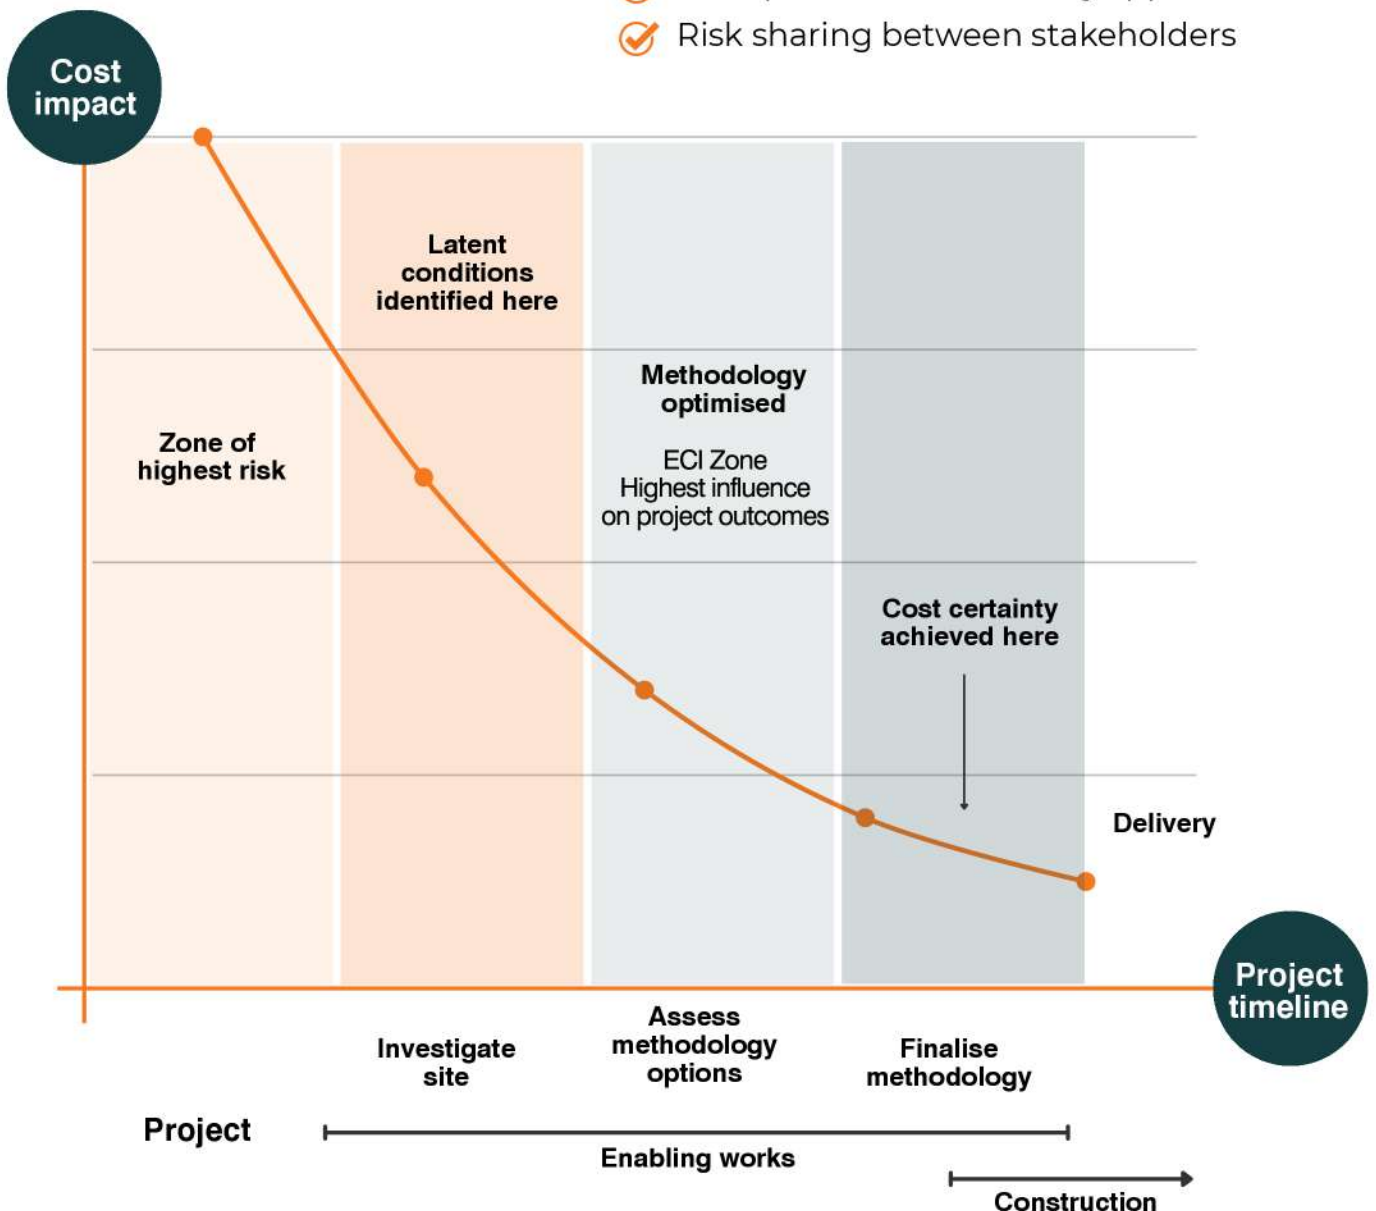 Risk sharing between stakeholders
Cost
impact
Latent
conditions
identified here
Methodology
optimised
Zone of
highest risk
ECI Zone
Highest influence
on project outcomes
Cost certainty
achieved here
Delivery
Project
timeline
Investigate
site
Assess
methodology
options
Finalise
methodology
Project
Enabling works
Construction